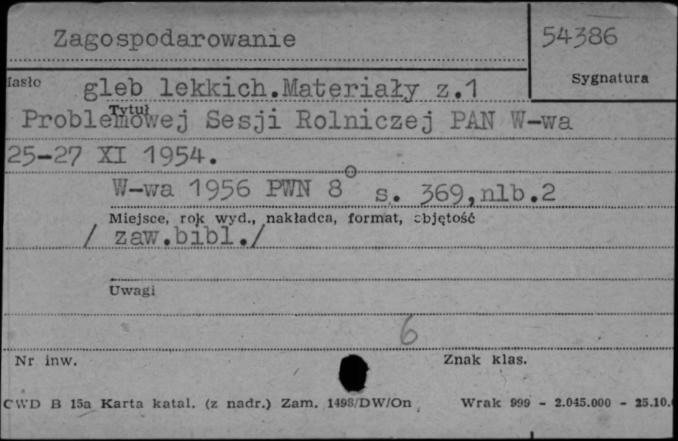 Zagospodarowanie
54386
Sygnatura
Hasło
gleb lekkich.Materiały z.1
Tytuł
Problemowej Sesji Rolniczej PAN W-wa
25-27 XI 1954.
W-wa 1956 PWN 8° s. 369,nlb.2
Miejsce, rok wyd., nakładca, format, objętość
/ zaw.bibl./
Uwagi
6
Nr inw.
Znak klas.
CWD B 15a Karta katal. (z nadr.) Zam. 1498/DW/On
Wrak 999 - 2.045.000 - 25.10.